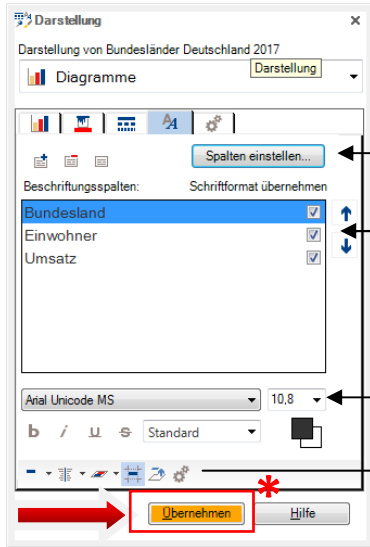 Darstellung
Darstellung von Bundesländer Deutschland 2017
Diagramme
Darstellung
Spalten einstellen...
Beschriftungsspalten: Schriftformat übernehmen
Bundesland
Einwohner
Umsatz
Arial Unicode MS 10,8
b i u S Standard
*
Übernehmen Hilfe